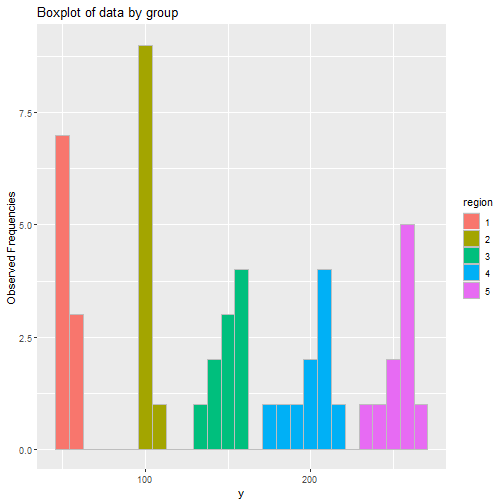 Boxplot of data by group
Observed Frequencies
7.5
5.0
2.5
0.0
100
200
y
region
1
2
3
4
5